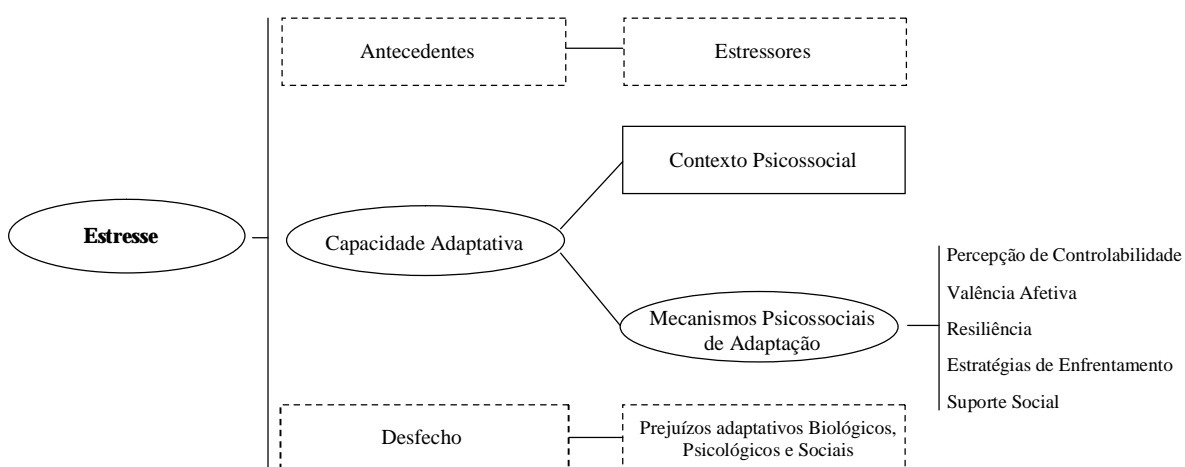 Antecedentes
Estressores
Contexto Psicossocial
Estresse
Capacidade Adaptativa
Mecanismos Psicossociais
de Adaptação
Percepção de Controlabilidade
Valência Afetiva
Resiliência
Estratégias de Enfrentamento
Suporte Social
Desfecho
Prejuízos adaptativos Biológicos,
Psicológicos e Sociais